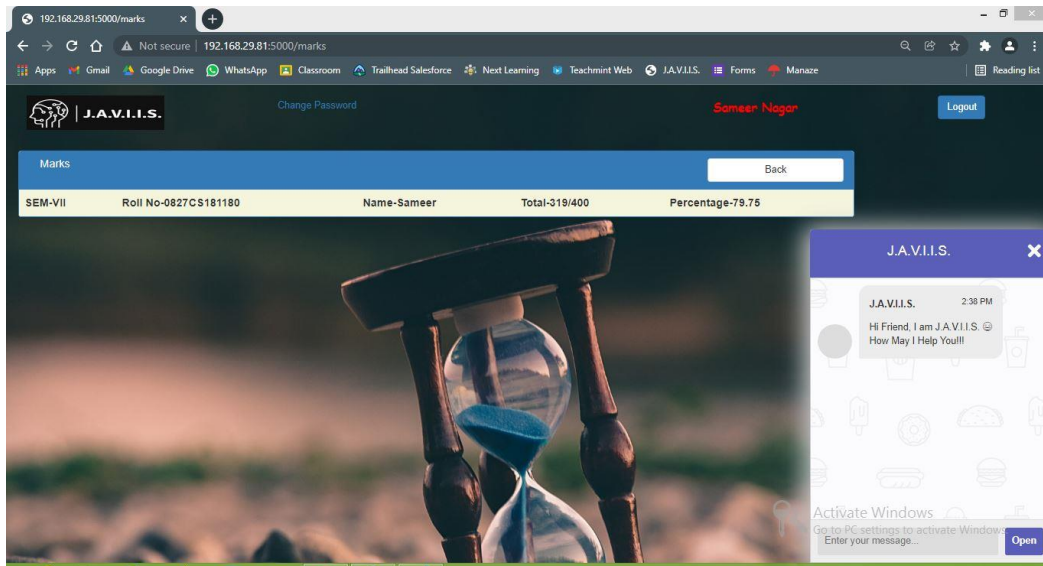 192.168.29.81:5000/marks
Not secure | 192.168.29.81:5000/marks
Apps Gmail Google Drive WhatsApp Classroom Trailhead Salesforce Next Learning Teachmint Web J.A.V.I.I.S. Forms Manaze Reading list
J.A.V.I.I.S. Change Password Sameer Nagar Logout
Marks Back
SEM-VII Roll No-0827CS181180 Name-Sameer Total-319/400 Percentage-79.75
J.A.V.I.I.S.
J.A.V.I.I.S. 2:38 PM
Hi Friend, I am J.A.V.I.I.S.
How May I Help You!!!
Activate Windows
Go to PC settings to activate Windows
Enter your message... Open